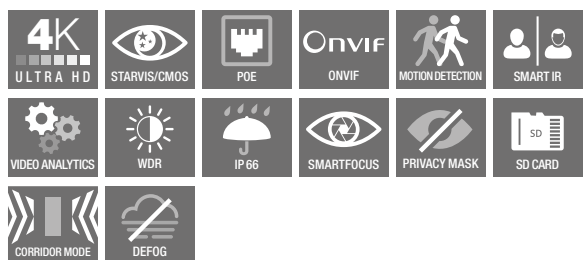 4K
ULTRA HD
STARVIS/CMOS
POE
Onvif
ONVIF
MOTION DETECTION
SMART IR
VIDEO ANALYTICS
WDR
IP 66
SMARTFOCUS
PRIVACY MASK
SD
SD CARD
CORRIDOR MODE
DEFOG